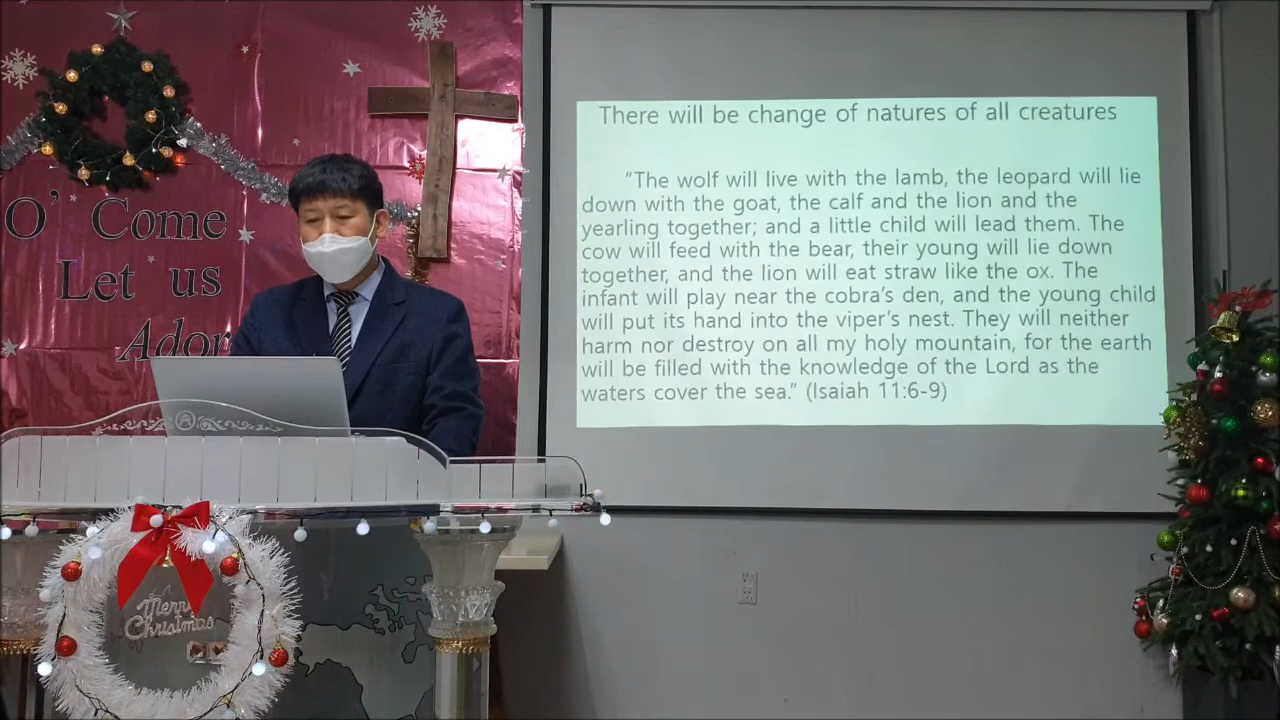 O' Come
Let us
Ador
There will be change of natures of all creatures
“The wolf will live with the lamb, the leopard will lie
down with the goat, the calf and the lion and the
yearling together; and a little child will lead them. The
cow will feed with the bear, their young will lie down
together, and the lion will eat straw like the ox. The
infant will play near the cobra’s den, and the young child
will put its hand into the viper’s nest. They will neither
harm nor destroy on all my holy mountain, for the earth
will be filled with the knowledge of the Lord as the
waters cover the sea.” (Isaiah 11:6-9)
Merry
Christmas